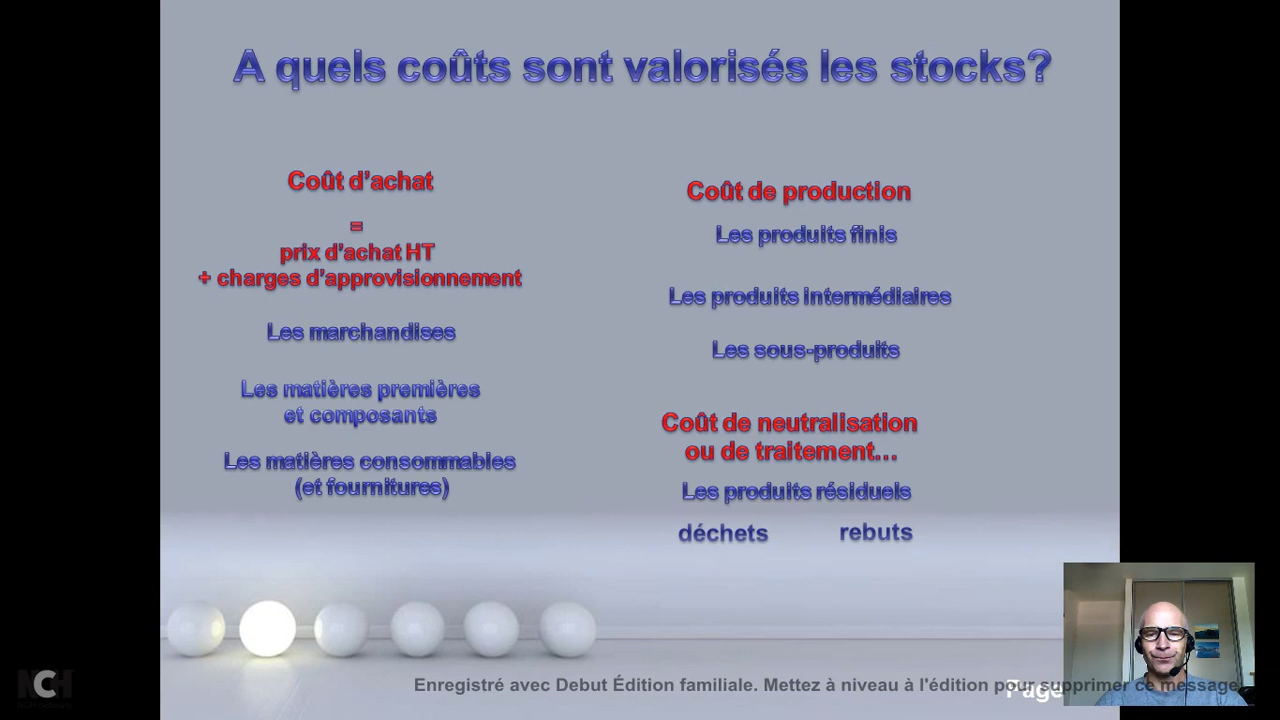 A quels coûts sont valorisés les stocks?
Coût d'achat
=
prix d'achat HT
+ charges d'approvisionnement
Les marchandises
Les matières premières
et composants
Les matières consommables
(et fournitures)
Coût de production
Les produits finis
Les produits intermédiaires
Les sous-produits
Coût de neutralisation
ou de traitement...
Les produits résiduels
déchets rebuts
NCH
Enregistré avec Debut Édition familiale. Mettez à niveau à l'édition pour supprimer ce message
Page